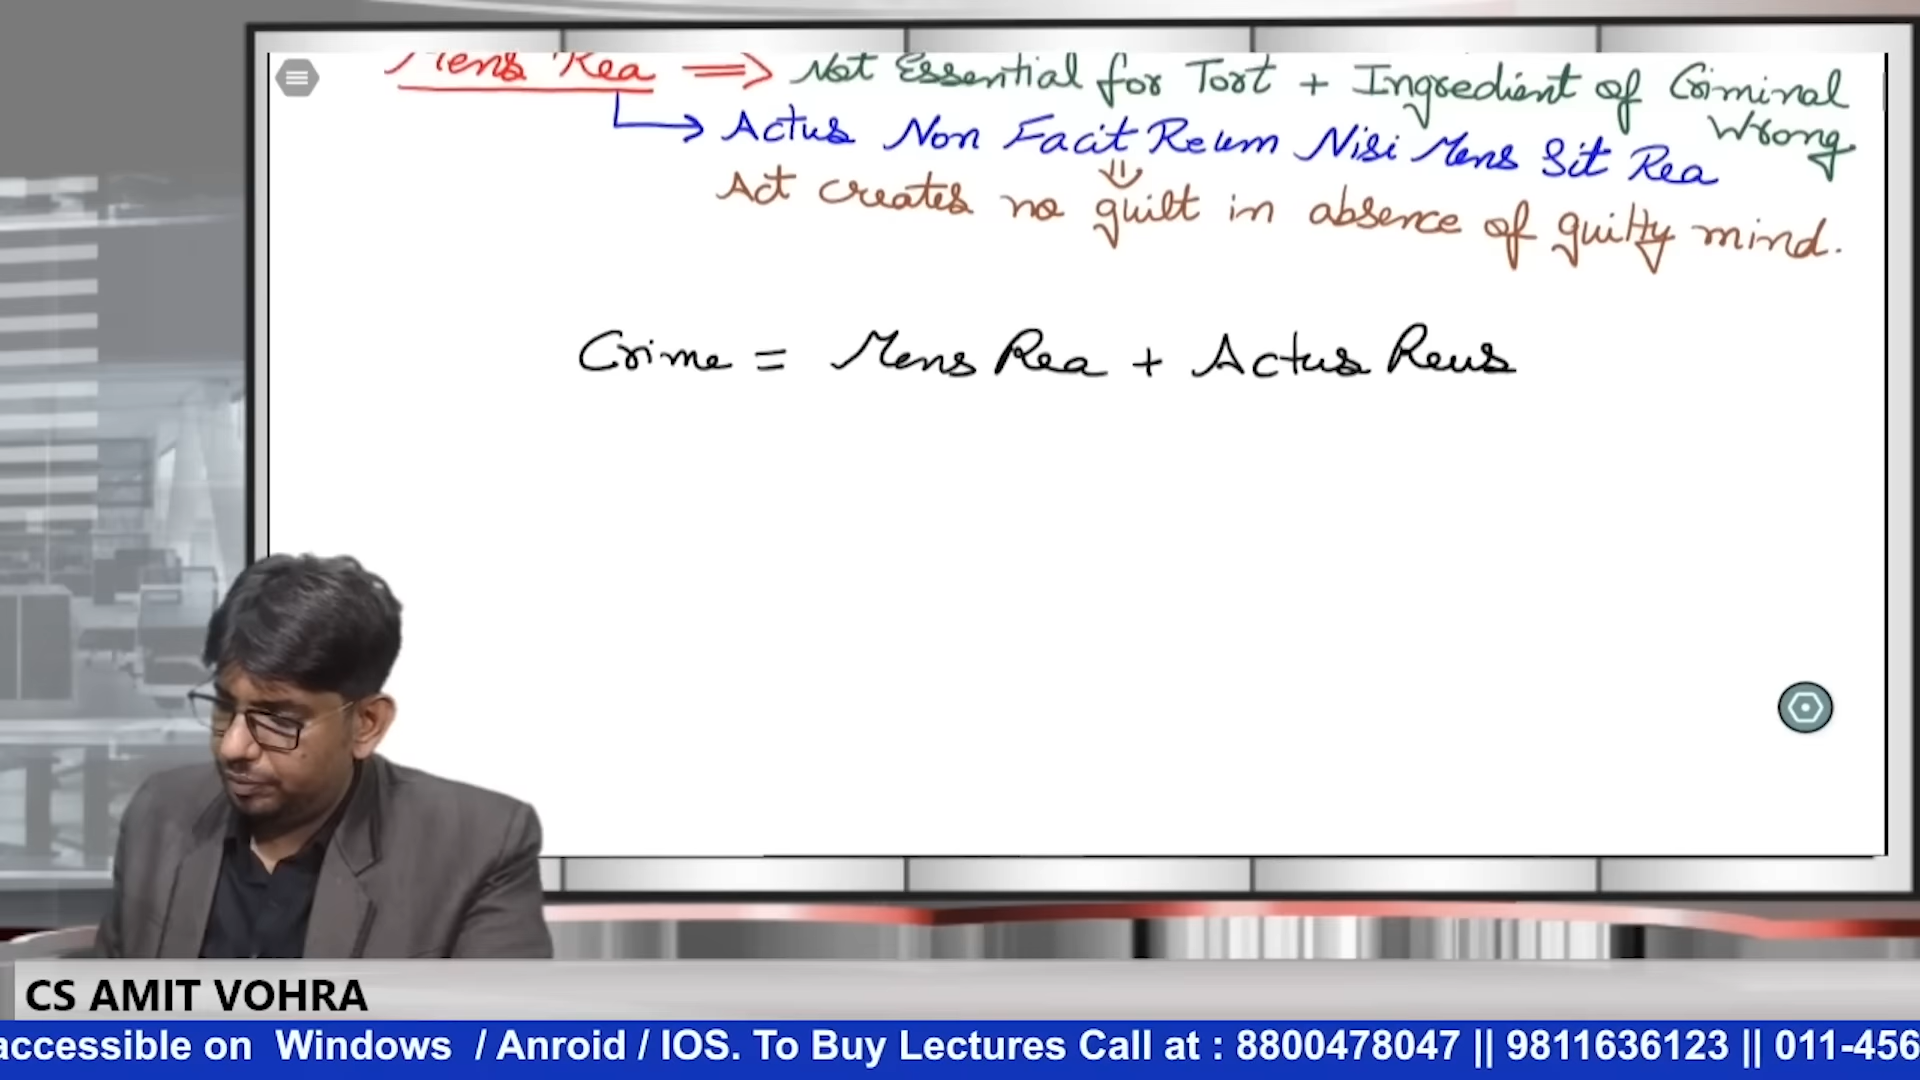 Mens Rea ⇒ Not Essential for Tort + Ingredient of Criminal Wrong
Actus Non Facit Reum Nisi Mens Sit Rea
Act creates no guilt in absence of guilty mind.
Crime = Mens Rea + Actus Reus
CS AMIT VOHRA
accessible on Windows / Anroid / IOS. To Buy Lectures Call at : 8800478047 || 9811636123 || 011-456